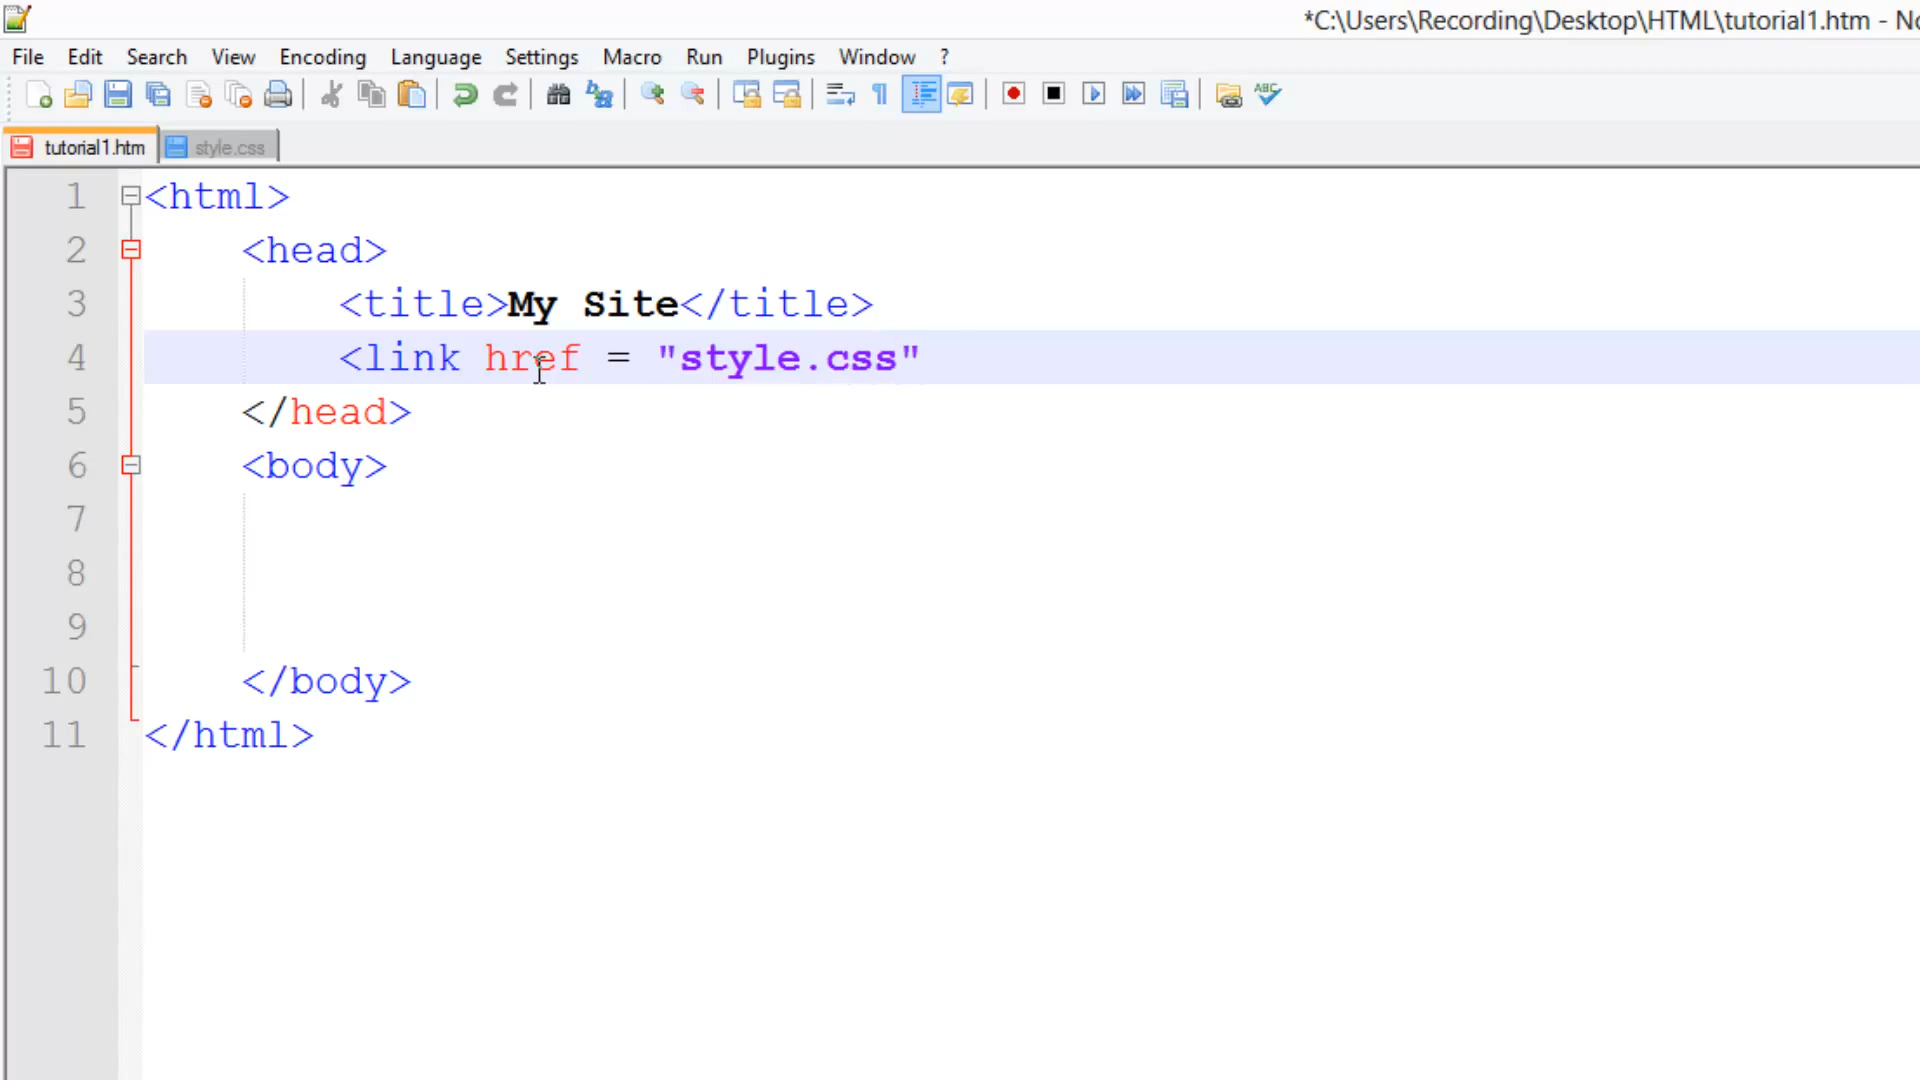 *C:\Users\Recording\Desktop\HTML\tutorial1.htm - No
File Edit Search View Encoding Language Settings Macro Run Plugins Window ?
tutorial1.htm style.css
1 <html>
2 <head>
3 <title>My Site</title>
4 <link href = "style.css"
5 </head>
6 <body>
7
8
9
10 </body>
11 </html>